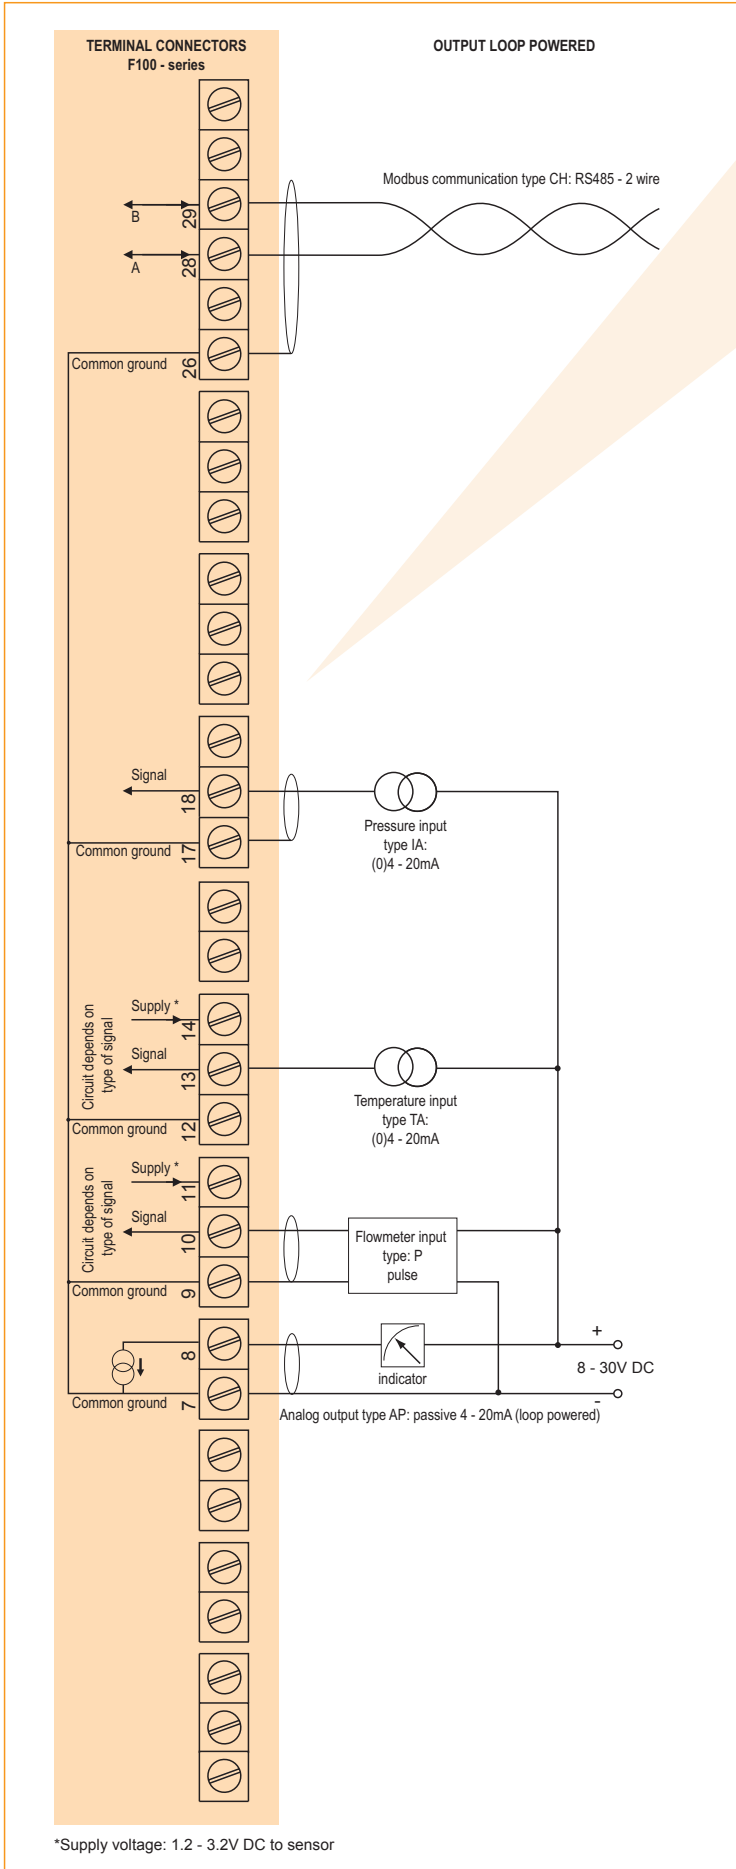 TERMINAL CONNECTORS
F100 - series
OUTPUT LOOP POWERED
Modbus communication type CH: RS485 - 2 wire
B
29
A
28
Common ground
26
Signal
18
Pressure input
type IA:
(0)4 - 20mA
Common ground
17
Circuit depends on
type of signal
Supply *
14
Signal
13
Temperature input
type TA:
(0)4 - 20mA
Common ground
12
Circuit depends on
type of signal
Supply *
11
Signal
10
Flowmeter input
type: P
pulse
Common ground
9
8
indicator
+
8 - 30V DC
-
Common ground
7
Analog output type AP: passive 4 - 20mA (loop powered)
*Supply voltage: 1.2 - 3.2V DC to sensor